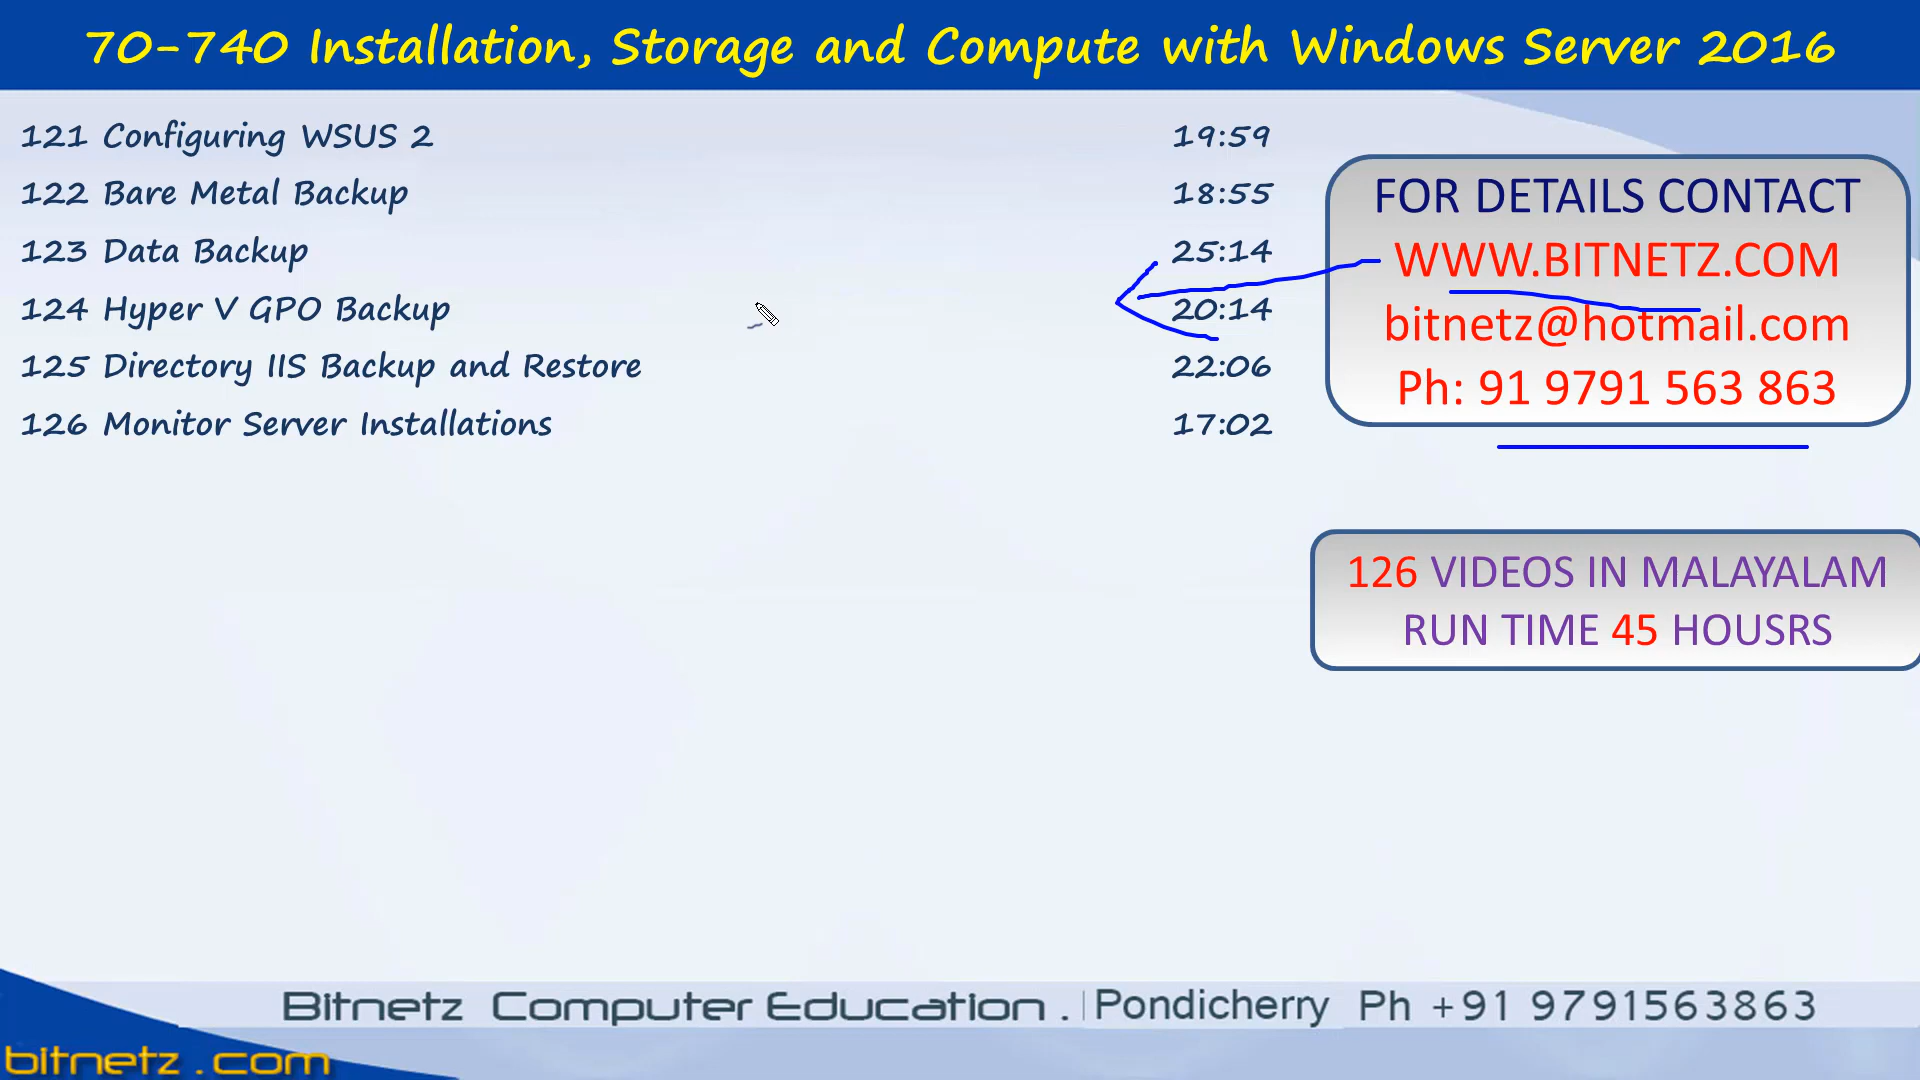 70-740 Installation, Storage and Compute with Windows Server 2016
121 Configuring WSUS 2 19:59
122 Bare Metal Backup 18:55
123 Data Backup 25:14
124 Hyper V GPO Backup 20:14
125 Directory IIS Backup and Restore 22:06
126 Monitor Server Installations 17:02
FOR DETAILS CONTACT
WWW.BITNETZ.COM
bitnetz@hotmail.com
Ph: 91 9791 563 863
126 VIDEOS IN MALAYALAM
RUN TIME 45 HOUSRS
Bitnetz Computer Education . Pondicherry Ph +91 9791563863
bitnetz.com